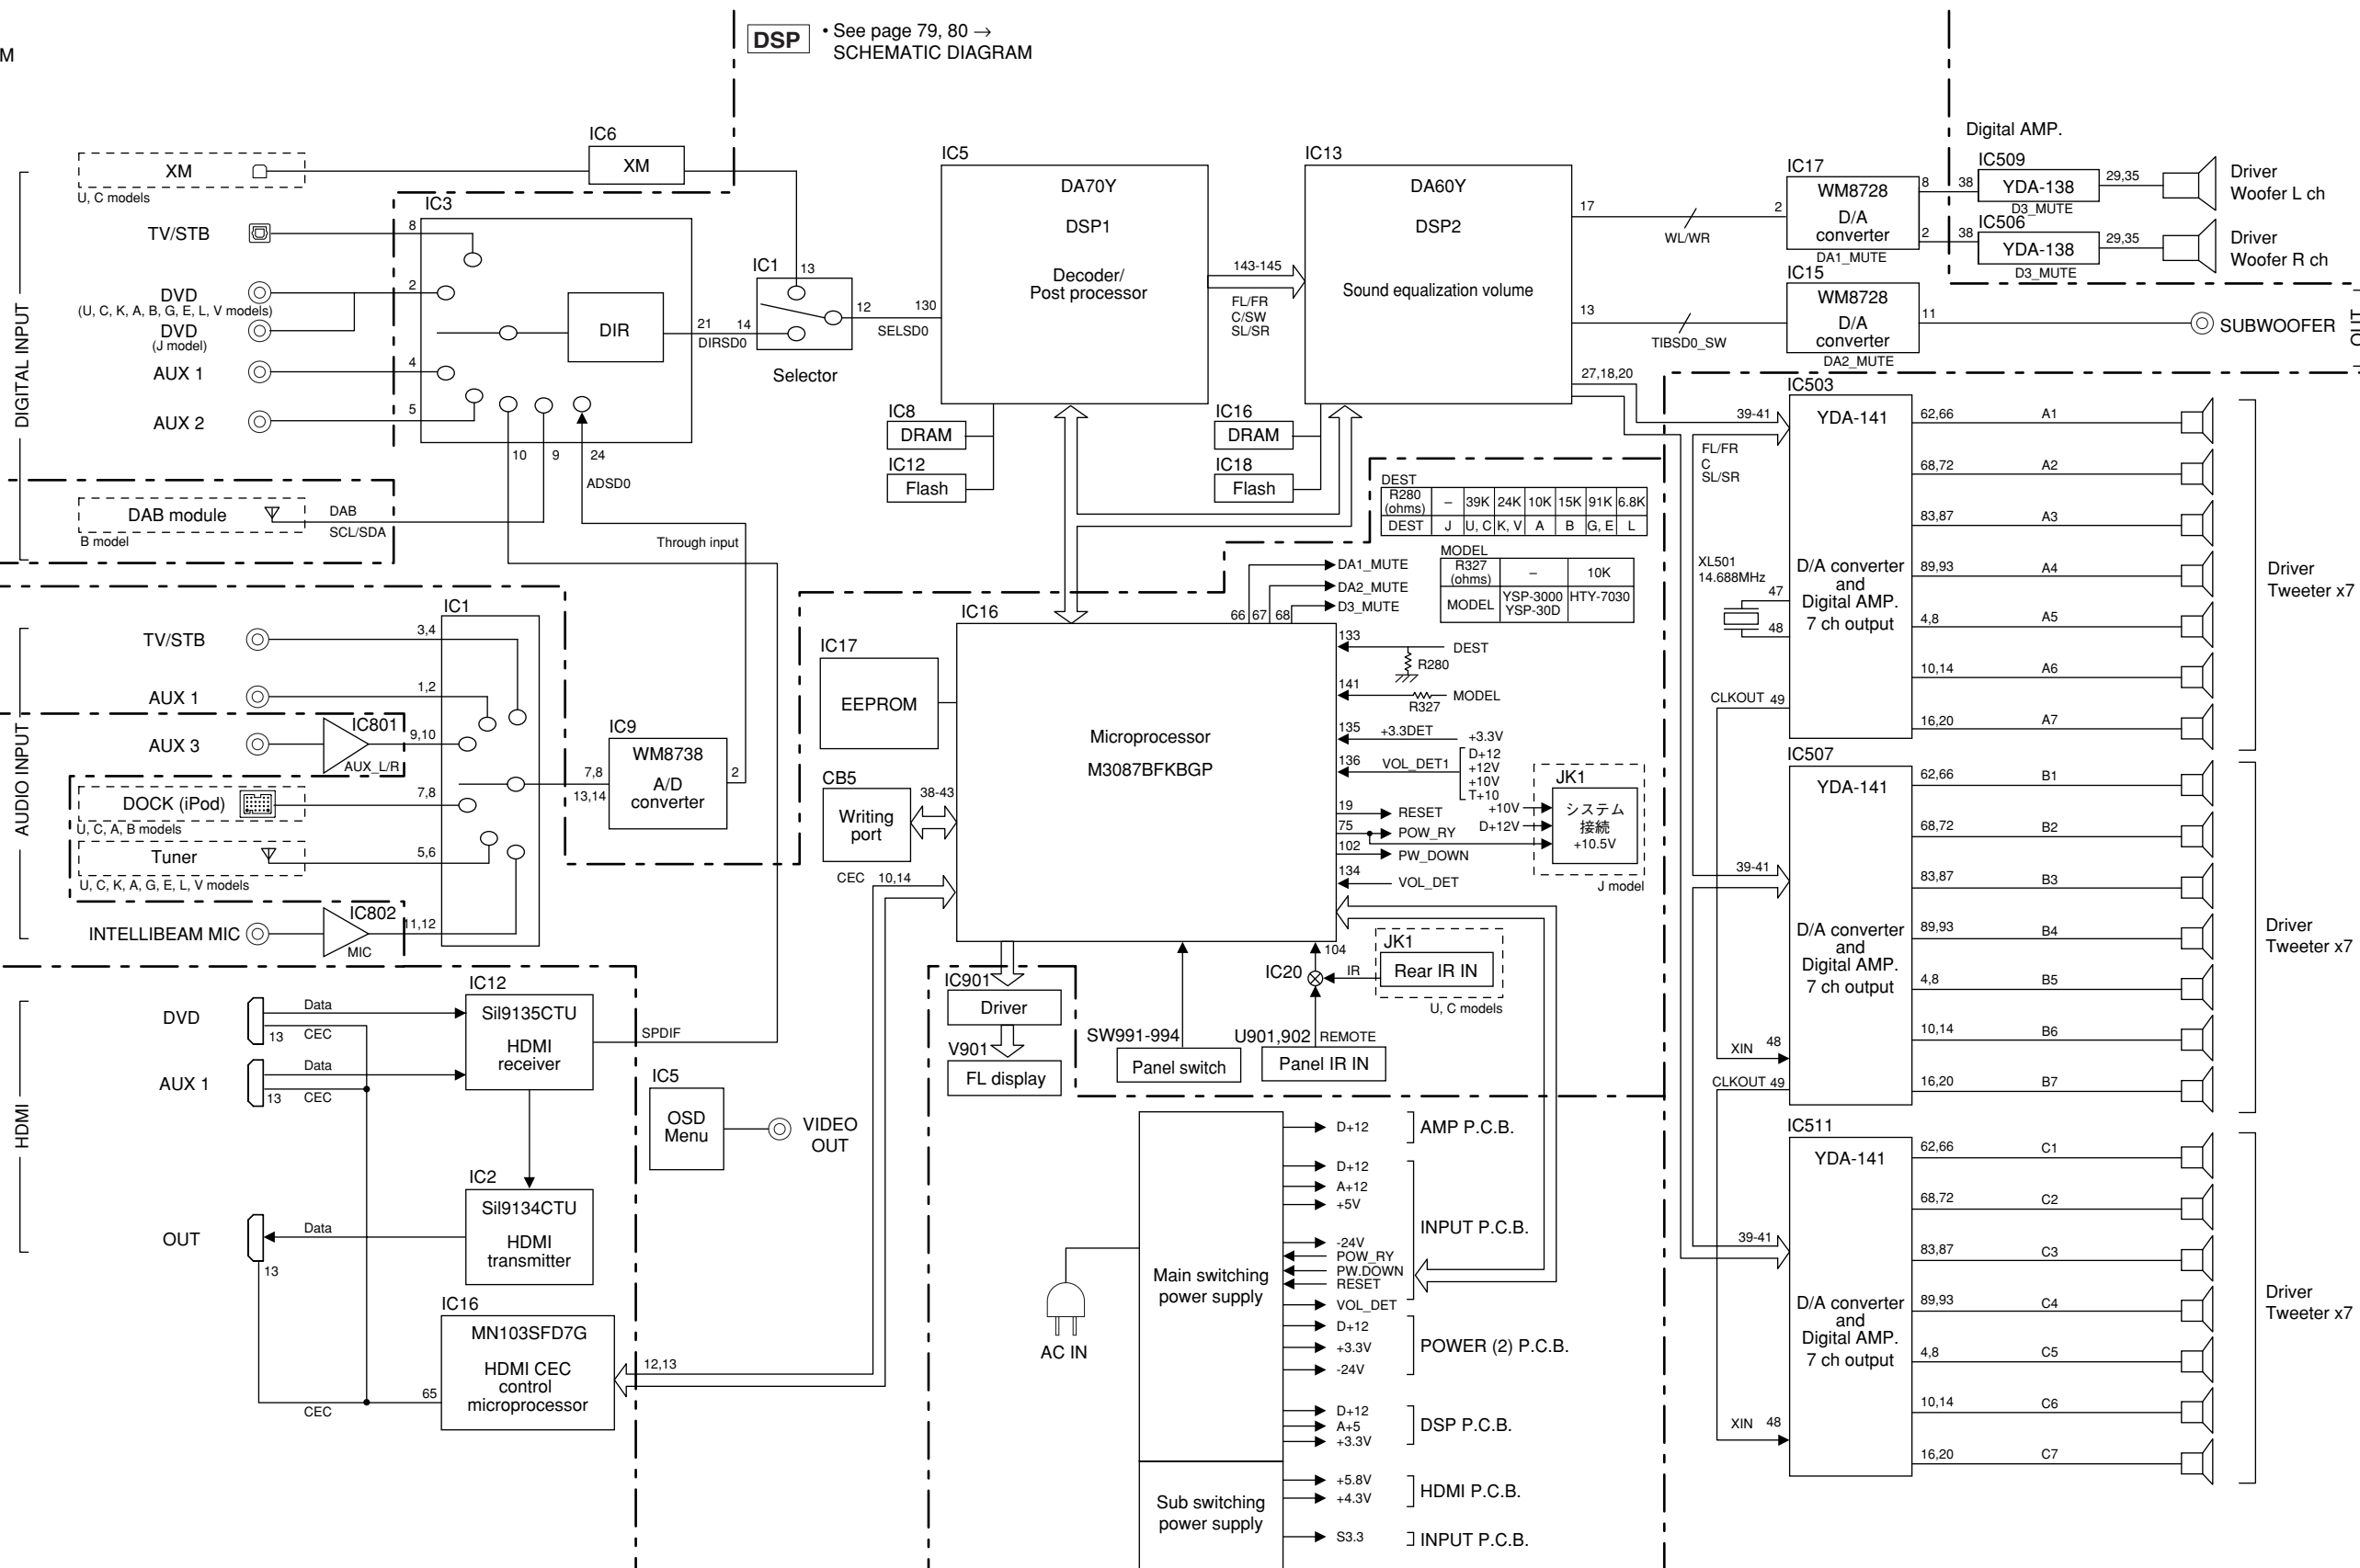 M
DSP
• See page 79, 80 →
SCHEMATIC DIAGRAM
DIGITAL INPUT
XM
U, C models
IC6
XM
TV/STB
DVD
(U, C, K, A, B, G, E, L, V models)
DVD
(J model)
AUX 1
AUX 2
IC3
8
2
4
5
DIR
21
DIRSD0
14
10
9
24
ADSD0
IC1
13
12
Selector
130
SELSD0
DAB module
B model
DAB
SCL/SDA
Through input
IC5
DA70Y
DSP1
Decoder/
Post processor
IC8
DRAM
IC12
Flash
143-145
FL/FR
C/SW
SL/SR
IC13
DA60Y
DSP2
Sound equalization volume
IC16
DRAM
IC18
Flash
17
WL/WR
2
13
TIBSD0_SW
27,18,20
IC17
WM8728
D/A
converter
DA1_MUTE
8
2
IC15
WM8728
D/A
converter
DA2_MUTE
11
Digital AMP.
IC509
38
YDA-138
D3_MUTE
29,35
Driver
Woofer L ch
IC506
38
YDA-138
D3_MUTE
29,35
Driver
Woofer R ch
SUBWOOFER
OUT
AUDIO INPUT
TV/STB
AUX 1
AUX 3
IC801
AUX_L/R
DOCK (iPod)
U, C, A, B models
Tuner
U, C, K, A, G, E, L, V models
INTELLIBEAM MIC
IC802
MIC
IC1
3,4
1,2
9,10
7,8
5,6
11,12
7,8
13,14
IC9
WM8738
A/D
converter
2
DEST
R280
(ohms)
–
39K
24K
10K
15K
91K
6.8K
DEST
J
U, C
K, V
A
B
G, E
L
MODEL
R327
(ohms)
–
10K
MODEL
YSP-3000
YSP-30D
HTY-7030
IC16
Microprocessor
M3087BFKBGP
66
67
68
DA1_MUTE
DA2_MUTE
D3_MUTE
133
DEST
R280
141
MODEL
R327
135
+3.3DET
+3.3V
136
VOL_DET1
D+12
+12V
+10V
T+10
19
RESET
75
POW_RY
102
PW_DOWN
134
VOL_DET
+10V
D+12V
JK1
システム
接続
+10.5V
J model
IC17
EEPROM
CB5
Writing
port
38-43
CEC
10,14
IC901
Driver
V901
FL display
SW991-994
Panel switch
104
IC20
IR
JK1
Rear IR IN
U, C models
U901,902
REMOTE
Panel IR IN
HDMI
DVD
Data
13
CEC
AUX 1
Data
13
CEC
OUT
Data
13
CEC
IC12
Sil9135CTU
HDMI
receiver
SPDIF
IC2
Sil9134CTU
HDMI
transmitter
IC16
MN103SFD7G
HDMI CEC
control
microprocessor
65
12,13
IC5
OSD
Menu
VIDEO
OUT
AC IN
Main switching
power supply
D+12
AMP P.C.B.
D+12
A+12
+5V
-24V
POW_RY
PW.DOWN
RESET
VOL_DET
INPUT P.C.B.
D+12
+3.3V
-24V
POWER (2) P.C.B.
D+12
A+5
+3.3V
DSP P.C.B.
Sub switching
power supply
+5.8V
+4.3V
HDMI P.C.B.
S3.3
INPUT P.C.B.
IC503
YDA-141
D/A converter
and
Digital AMP.
7 ch output
39-41
FL/FR
C
SL/SR
XL501
14.688MHz
47
48
CLKOUT
49
62,66
A1
68,72
A2
83,87
A3
89,93
A4
4,8
A5
10,14
A6
16,20
A7
Driver
Tweeter x7
IC507
YDA-141
D/A converter
and
Digital AMP.
7 ch output
39-41
XIN
48
CLKOUT
49
62,66
B1
68,72
B2
83,87
B3
89,93
B4
4,8
B5
10,14
B6
16,20
B7
Driver
Tweeter x7
IC511
YDA-141
D/A converter
and
Digital AMP.
7 ch output
39-41
XIN
48
62,66
C1
68,72
C2
83,87
C3
89,93
C4
4,8
C5
10,14
C6
16,20
C7
Driver
Tweeter x7